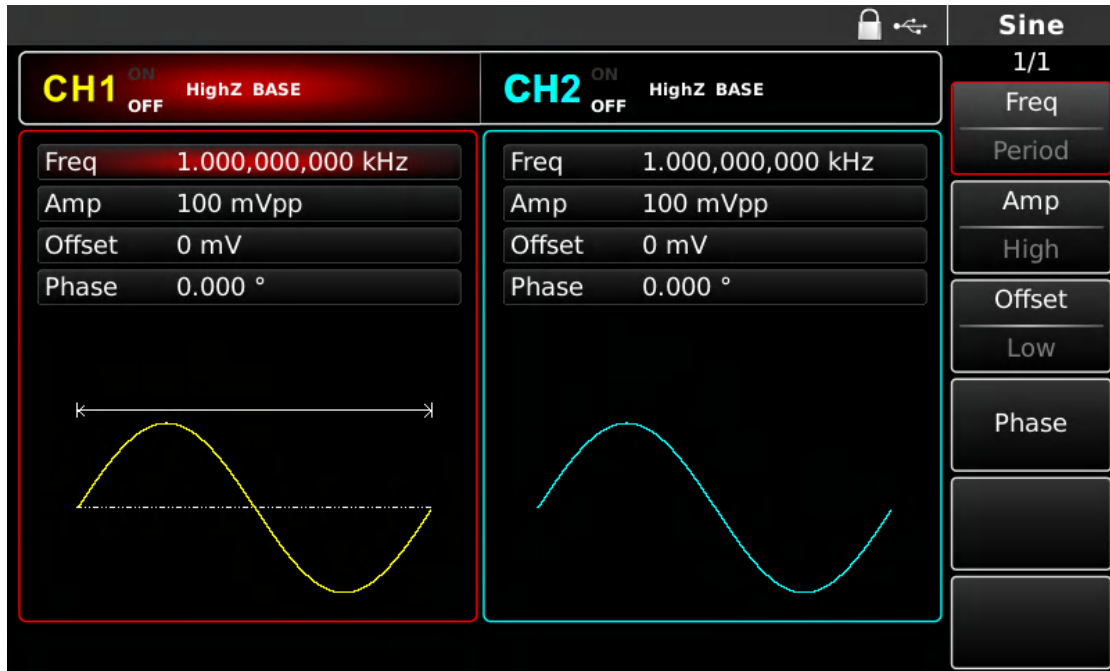 Sine
1/1
CH1 ON OFF HighZ BASE
CH2 ON OFF HighZ BASE
Freq 1.000,000,000 kHz
Amp 100 mVpp
Offset 0 mV
Phase 0.000 °
Freq 1.000,000,000 kHz
Amp 100 mVpp
Offset 0 mV
Phase 0.000 °
Freq
Period
Amp
High
Offset
Low
Phase